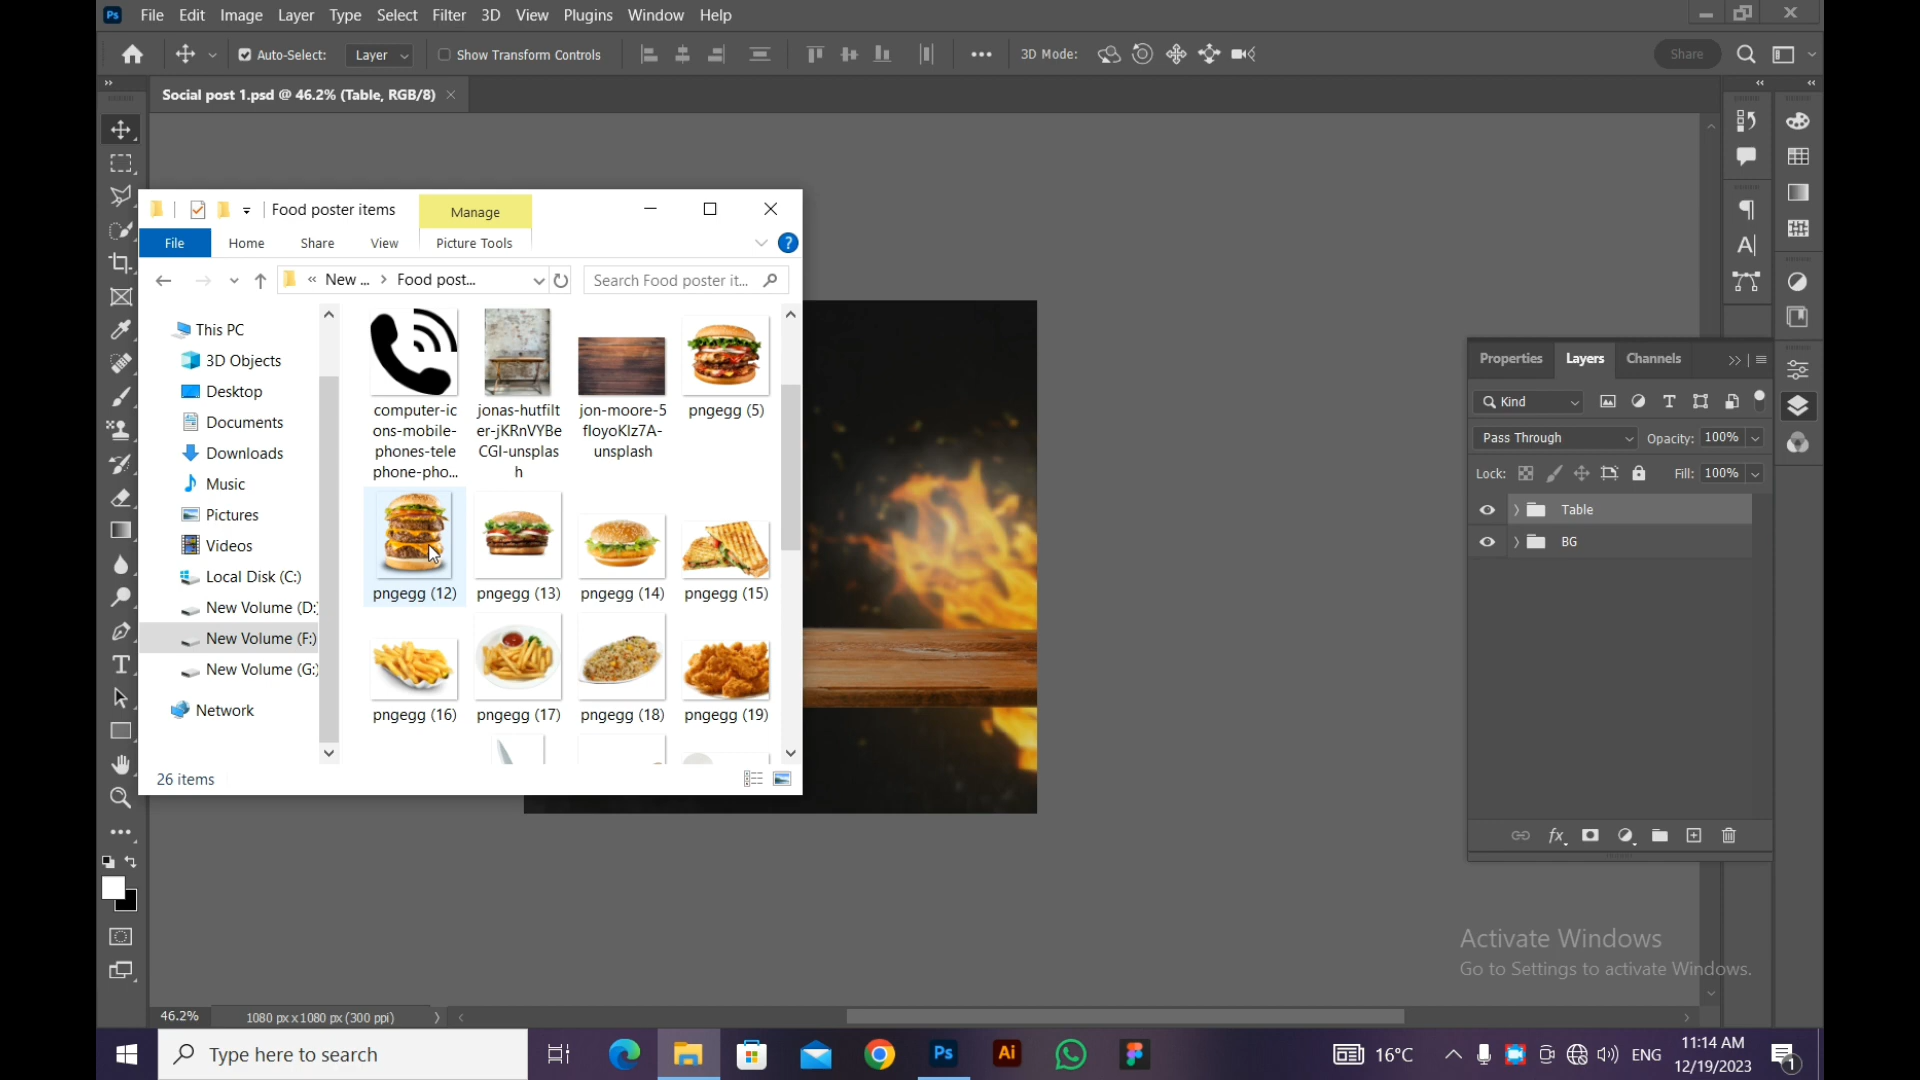 Ps File Edit Image Layer Type Select Filter 3D View Plugins Window Help
Auto-Select: Layer Show Transform Controls 3D Mode: Share
Social post 1.psd @ 46.2% (Table, RGB/8)
Food poster items Manage
File Home Share View Picture Tools
« New ... Food post... Search Food poster it...
This PC
3D Objects
Desktop
Documents
Downloads
Music
Pictures
Videos
Local Disk (C:)
New Volume (D:)
New Volume (F:)
New Volume (G:)
Network
computer-ic
ons-mobile-
phones-tele
phone-pho...
jonas-hutfilt
er-jKRnVYBe
CGI-unsplas
h
jon-moore-5
fIoyoKlz7A-
unsplash
pngegg (5)
pngegg (12) pngegg (13) pngegg (14) pngegg (15)
pngegg (16) pngegg (17) pngegg (18) pngegg (19)
26 items
Properties Layers Channels
Kind
Pass Through Opacity: 100%
Lock: Fill: 100%
Table
BG
Activate Windows
Go to Settings to activate Windows.
46.2% 1080 px x 1080 px (300 ppi)
Type here to search
Ps Ai
16°C ENG
11:14 AM
12/19/2023
1